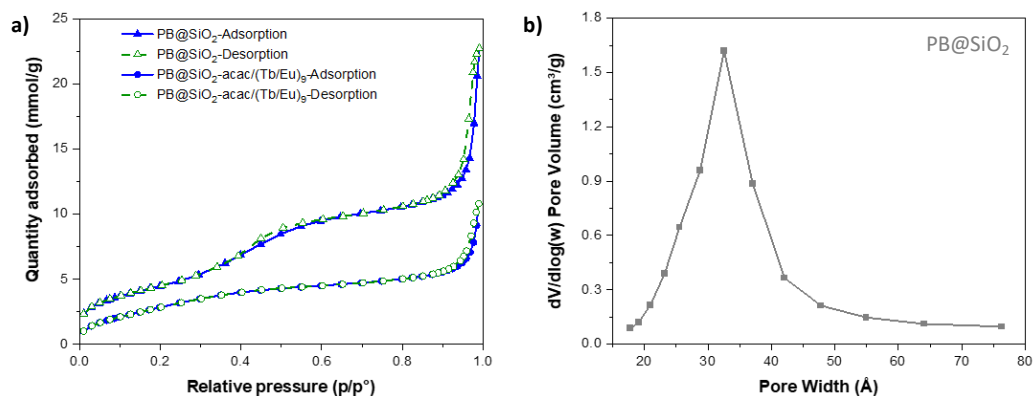 a)
25
20
15
10
5
0
0.0 0.2 0.4 0.6 0.8 1.0
Quantity adsorbed (mmol/g)
Relative pressure (p/p°)
PB@SiO₂-Adsorption
PB@SiO₂-Desorption
PB@SiO₂-acac/(Tb/Eu)₉-Adsorption
PB@SiO₂-acac/(Tb/Eu)₉-Desorption
b)
1.8
1.5
1.2
0.9
0.6
0.3
0.0
20 30 40 50 60 70 80
dV/dlog(w) Pore Volume (cm³/g)
Pore Width (Å)
PB@SiO₂